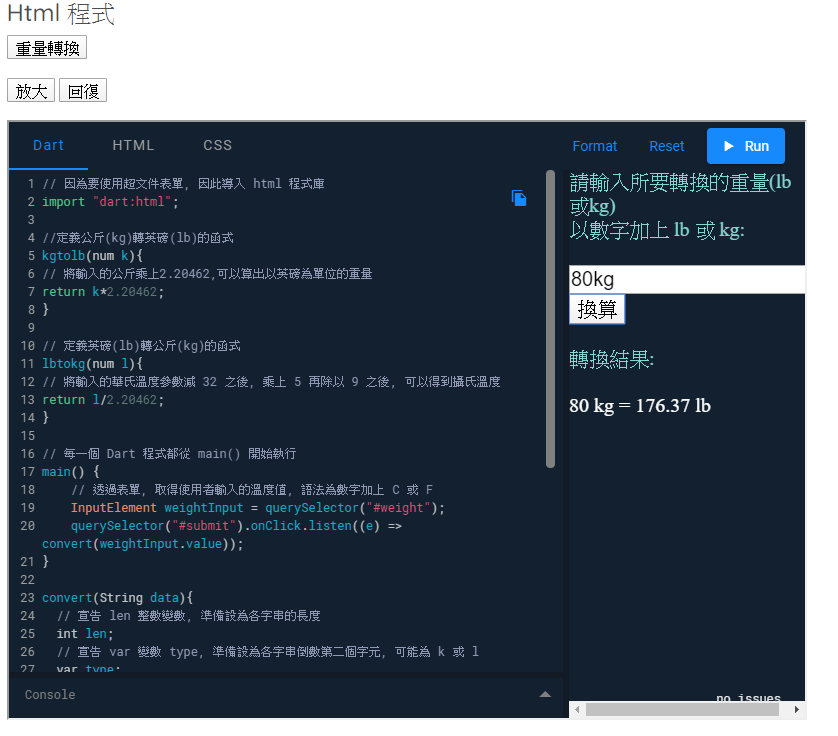 Html 程式
重量轉換
放大 回復
Dart HTML CSS
Format Reset Run
1 // 因為要使用超文件表單, 因此導入 html 程式庫
2 import "dart:html";
3
4 //定義公斤(kg)轉英磅(lb)的函式
5 kgtolb(num k){
6 // 將輸入的公斤乘上2.20462,可以算出以英磅為單位的重量
7 return k*2.20462;
8 }
9
10 // 定義英磅(lb)轉公斤(kg)的函式
11 lbtokg(num l){
12 // 將輸入的華氏溫度參數減 32 之後, 乘上 5 再除以 9 之後, 可以得到攝氏溫度
13 return l/2.20462;
14 }
15
16 // 每一個 Dart 程式都從 main() 開始執行
17 main() {
18 // 透過表單, 取得使用者輸入的溫度值, 語法為數字加上 C 或 F
19 InputElement weightInput = querySelector("#weight");
20 querySelector("#submit").onClick.listen((e) =>
convert(weightInput.value));
21 }
22
23 convert(String data){
24 // 宣告 len 整數變數, 準備設為各字串的長度
25 int len;
26 // 宣告 var 變數 type, 準備設為各字串倒數第二個字元, 可能為 k 或 l
27 var type;
Console
請輸入所要轉換的重量(lb
或kg)
以數字加上 lb 或 kg:
80kg
換算
轉換結果:
80 kg = 176.37 lb
no issues